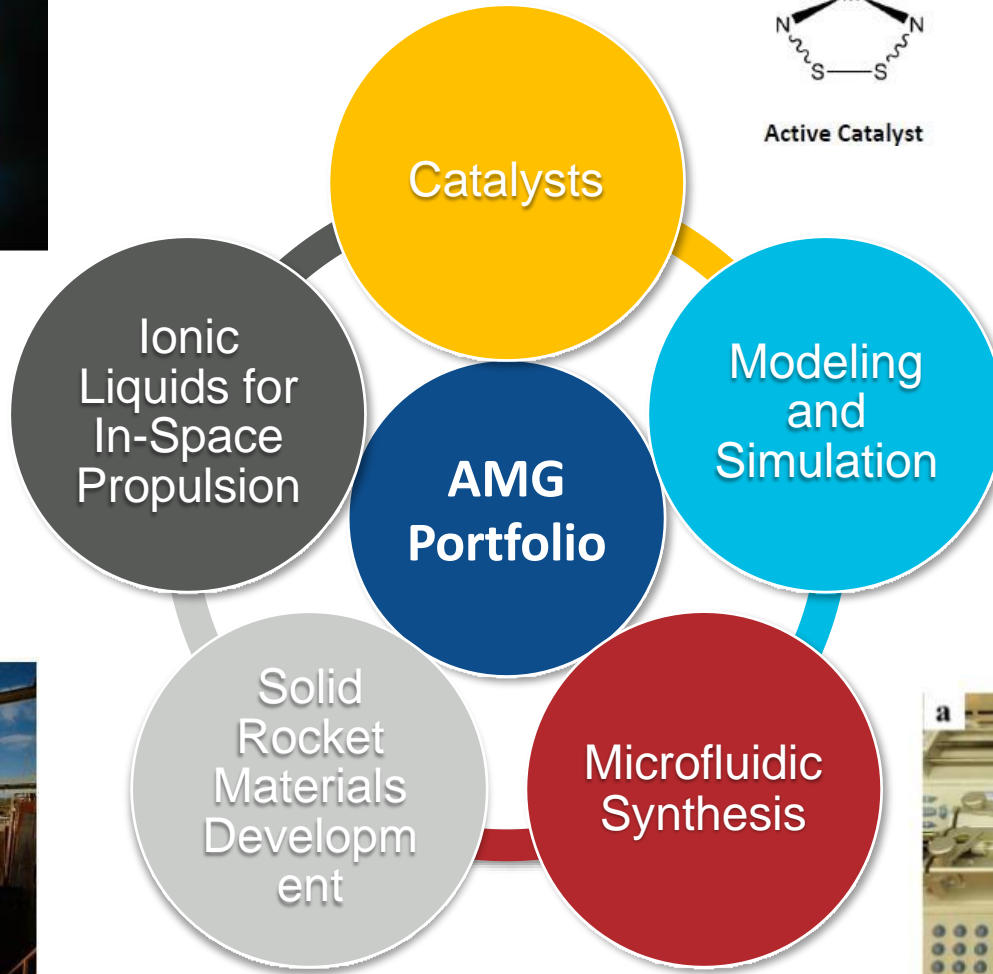 N
N
S
S
Active Catalyst
Catalysts
Ionic
Liquids for
In-Space
Propulsion
Modeling
and
Simulation
AMG
Portfolio
Solid
Rocket
Materials
Developm
ent
Microfluidic
Synthesis
a